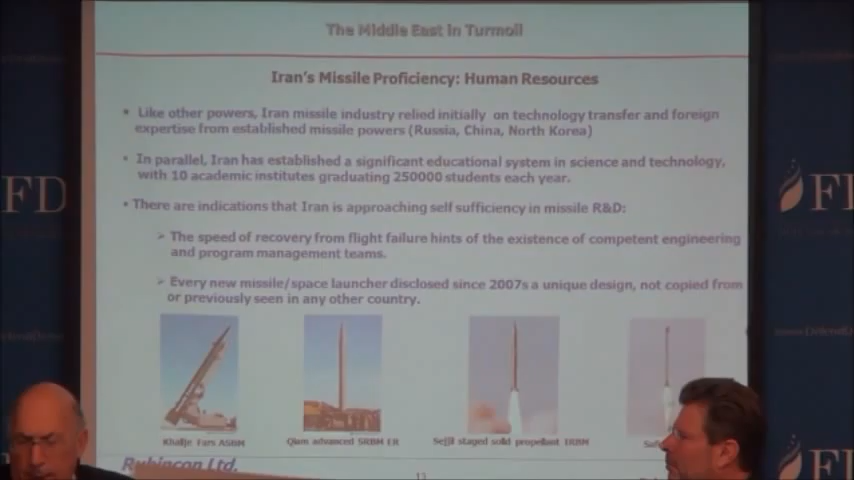 The Middle East in Turmoil
Iran's Missile Proficiency: Human Resources
• Like other powers, Iran missile industry relied initially on technology transfer and foreign
expertise from established missile powers (Russia, China, North Korea)
• In parallel, Iran has established a significant educational system in science and technology,
with 10 academic institutes graduating 250000 students each year.
• There are indications that Iran is approaching self sufficiency in missile R&D:
➢ The speed of recovery from flight failure hints of the existence of competent engineering
and program management teams.
➢ Every new missile/space launcher disclosed since 2007s a unique design, not copied from
or previously seen in any other country.
FD
FD
Khalje Fars ASBM
Qiam advanced SRBM ER
Sejjil staged solid propellant IRBM
Rubincon Ltd.
13
FD